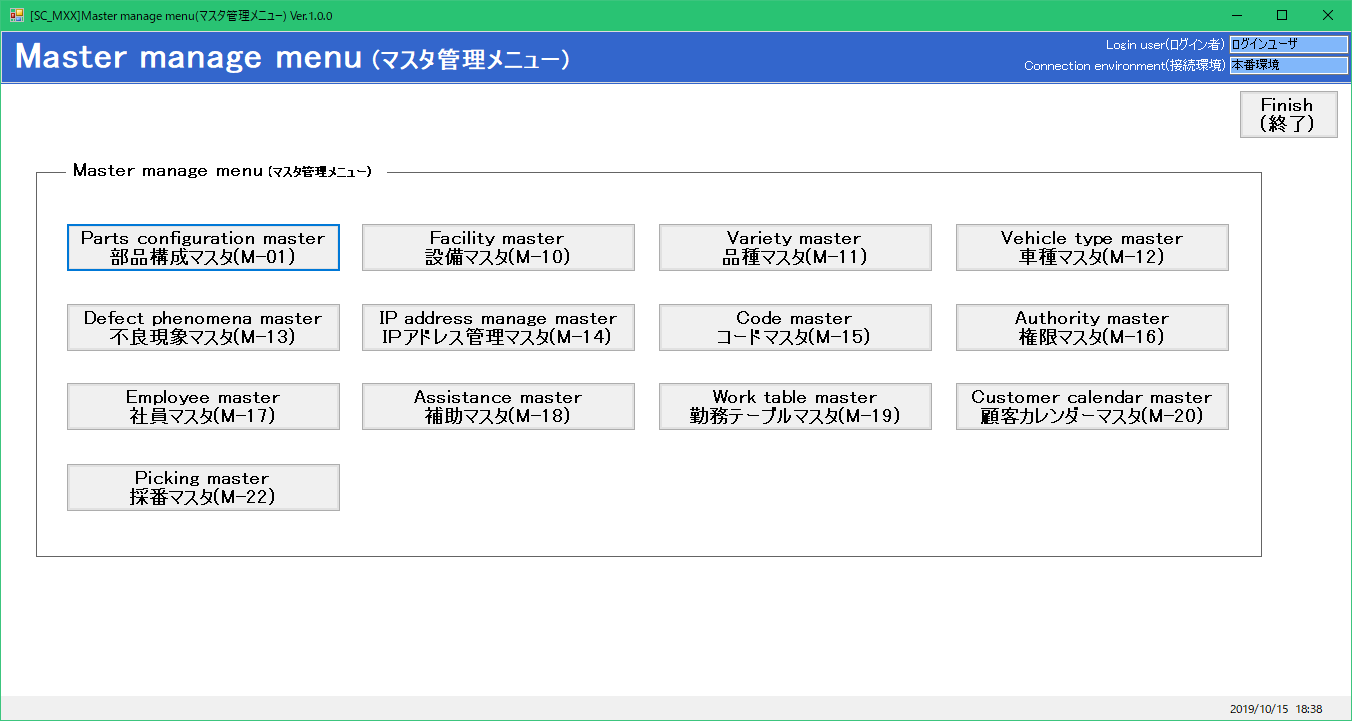 [SC_MXX]Master manage menu(マスタ管理メニュー) Ver.1.0.0
Master manage menu (マスタ管理メニュー)
Login user(ログイン者) ログインユーザ
Connection environment(接続環境) 本番環境
Finish
(終了)
Master manage menu (マスタ管理メニュー)
Parts configuration master
部品構成マスタ(M-01)
Facility master
設備マスタ(M-10)
Variety master
品種マスタ(M-11)
Vehicle type master
車種マスタ(M-12)
Defect phenomena master
不良現象マスタ(M-13)
IP address manage master
IPアドレス管理マスタ(M-14)
Code master
コードマスタ(M-15)
Authority master
権限マスタ(M-16)
Employee master
社員マスタ(M-17)
Assistance master
補助マスタ(M-18)
Work table master
勤務テーブルマスタ(M-19)
Customer calendar master
顧客カレンダーマスタ(M-20)
Picking master
採番マスタ(M-22)
2019/10/15 18:38